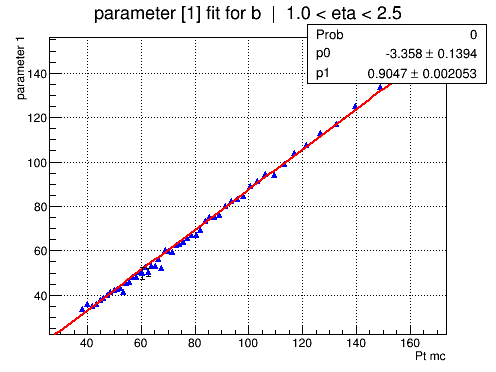 parameter [1] fit for b | 1.0 < eta < 2.5
Prob 0
p0 -3.358 ± 0.1394
p1 0.9047 ± 0.002053
parameter 1
140
120
100
80
60
40
40 60 80 100 120 140 160
Pt mc